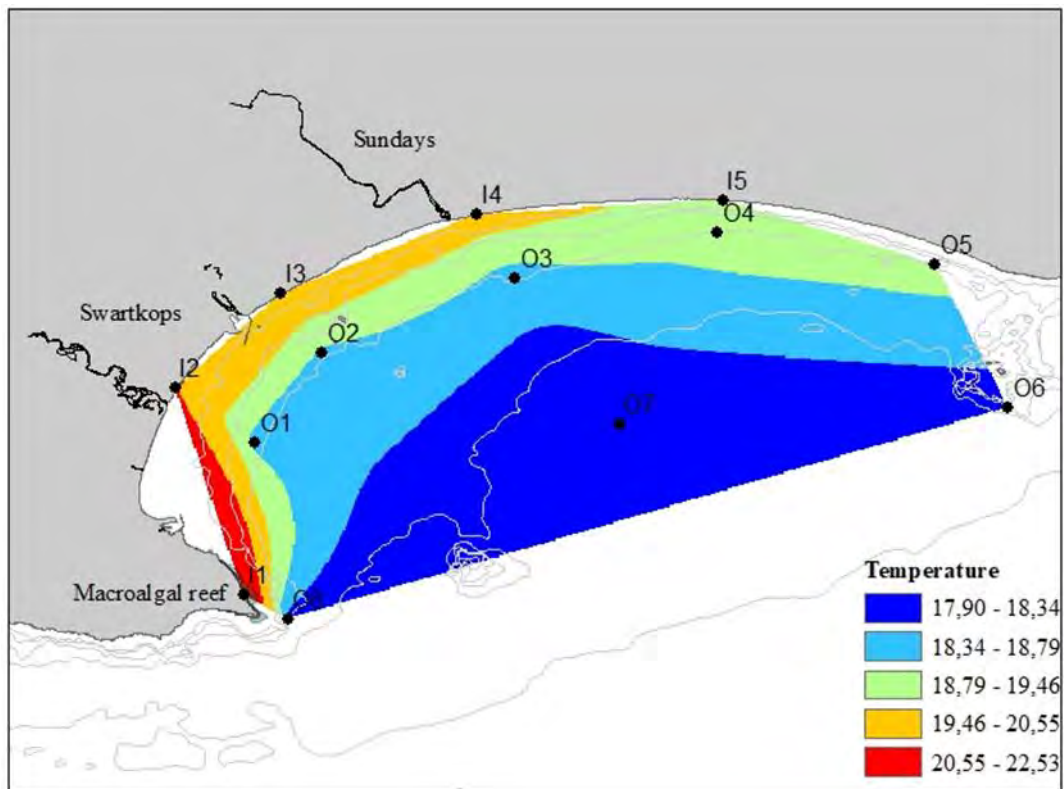 Sundays
I5
I4
O4
O5
O3
I3
Swartkops
O2
I2
O6
O7
O1
Temperature
I1
Macroalgal reef
17,90 - 18,34
18,34 - 18,79
18,79 - 19,46
19,46 - 20,55
20,55 - 22,53